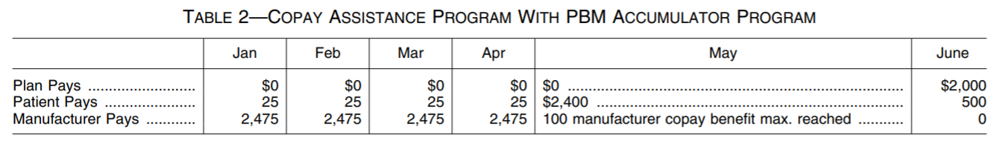 TABLE 2—COPAY ASSISTANCE PROGRAM WITH PBM ACCUMULATOR PROGRAM
Jan Feb Mar Apr May June
Plan Pays .......................... $0 $0 $0 $0 $0 ................................................................................. $2,000
Patient Pays ...................... 25 25 25 25 $2,400 .......................................................................... 500
Manufacturer Pays ............ 2,475 2,475 2,475 2,475 100 manufacturer copay benefit max. reached ........... 0